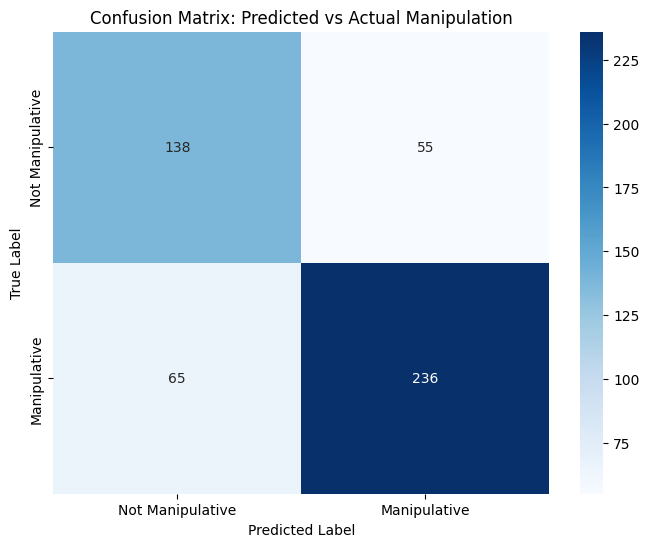 Confusion Matrix: Predicted vs Actual Manipulation
True Label
Not Manipulative
138
55
Manipulative
65
236
Not Manipulative
Manipulative
Predicted Label
225
200
175
150
125
100
75